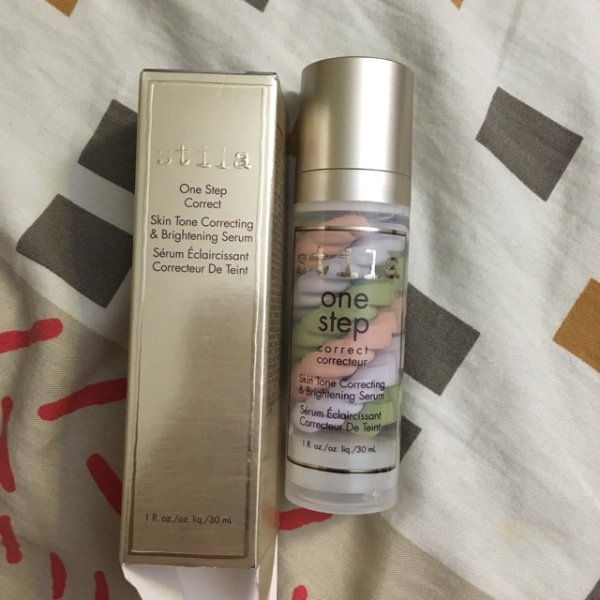 stila
One Step
Correct
Skin Tone Correcting
& Brightening Serum
Sérum Éclaircissant
Correcteur De Teint
1 fl. oz./oz. liq./30 mL
stila
one
step
correct
correcteur
Skin Tone Correcting
& Brightening Serum
Sérum Éclaircissant
Correcteur De Teint
1 fl. oz./oz. liq./30 mL